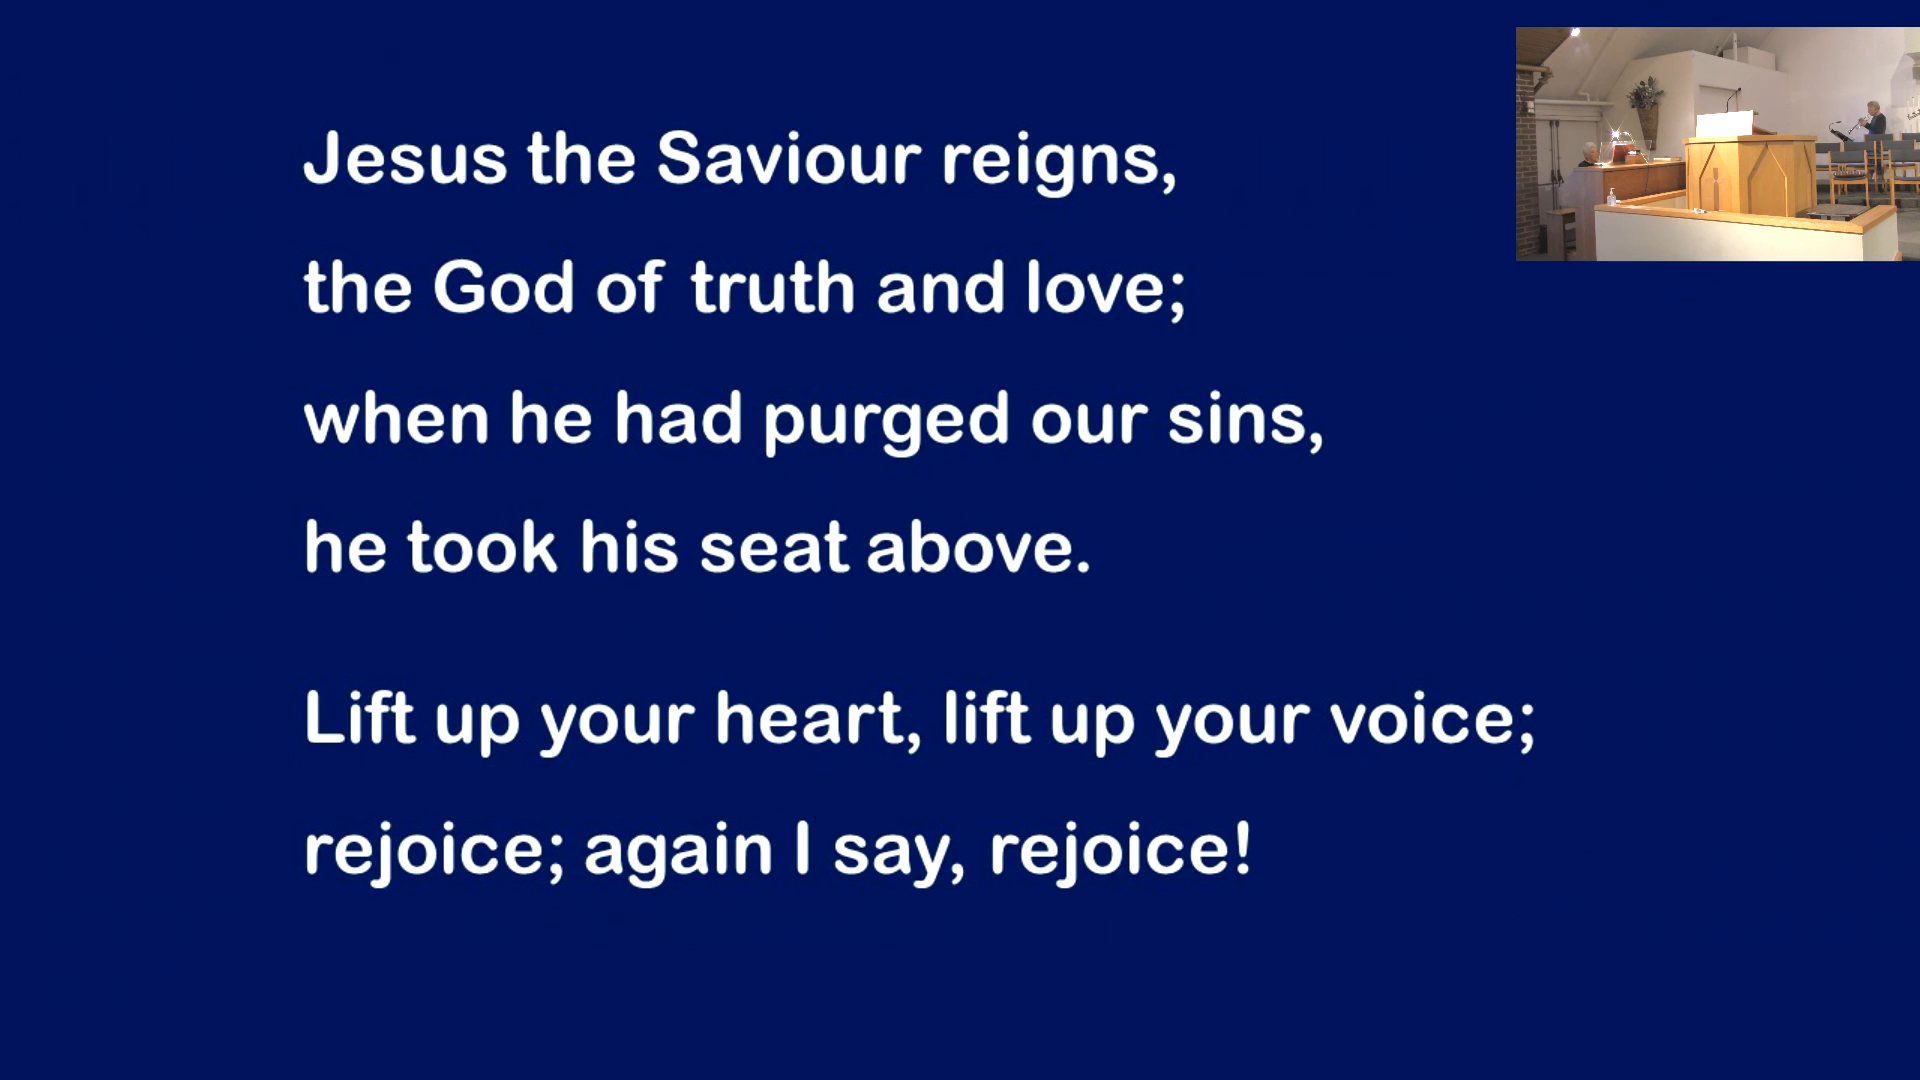 Jesus the Saviour reigns,
the God of truth and love;
when he had purged our sins,
he took his seat above.
Lift up your heart, lift up your voice;
rejoice; again I say, rejoice!